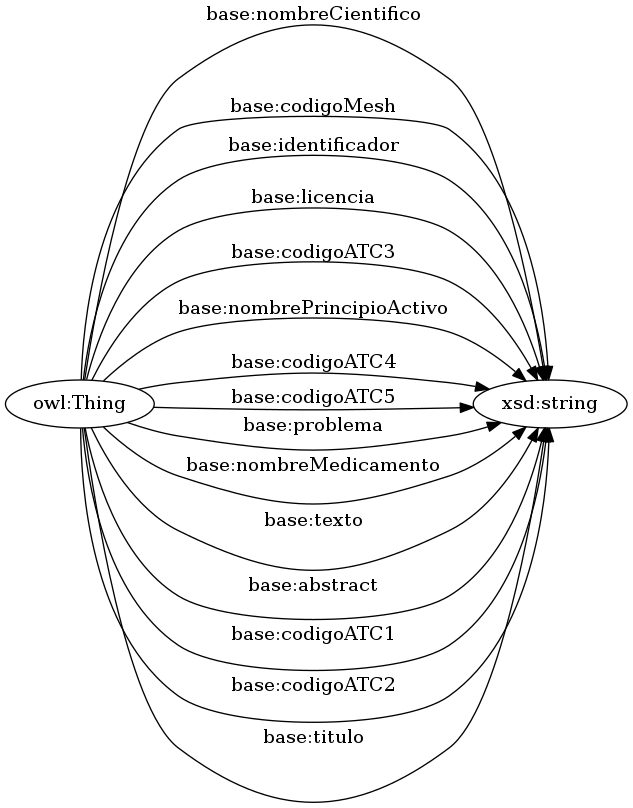 base:nombreCientifico
base:codigoMesh
base:identificador
base:licencia
base:codigoATC3
base:nombrePrincipioActivo
base:codigoATC4
base:codigoATC5
owl:Thing
xsd:string
base:problema
base:nombreMedicamento
base:texto
base:abstract
base:codigoATC1
base:codigoATC2
base:titulo